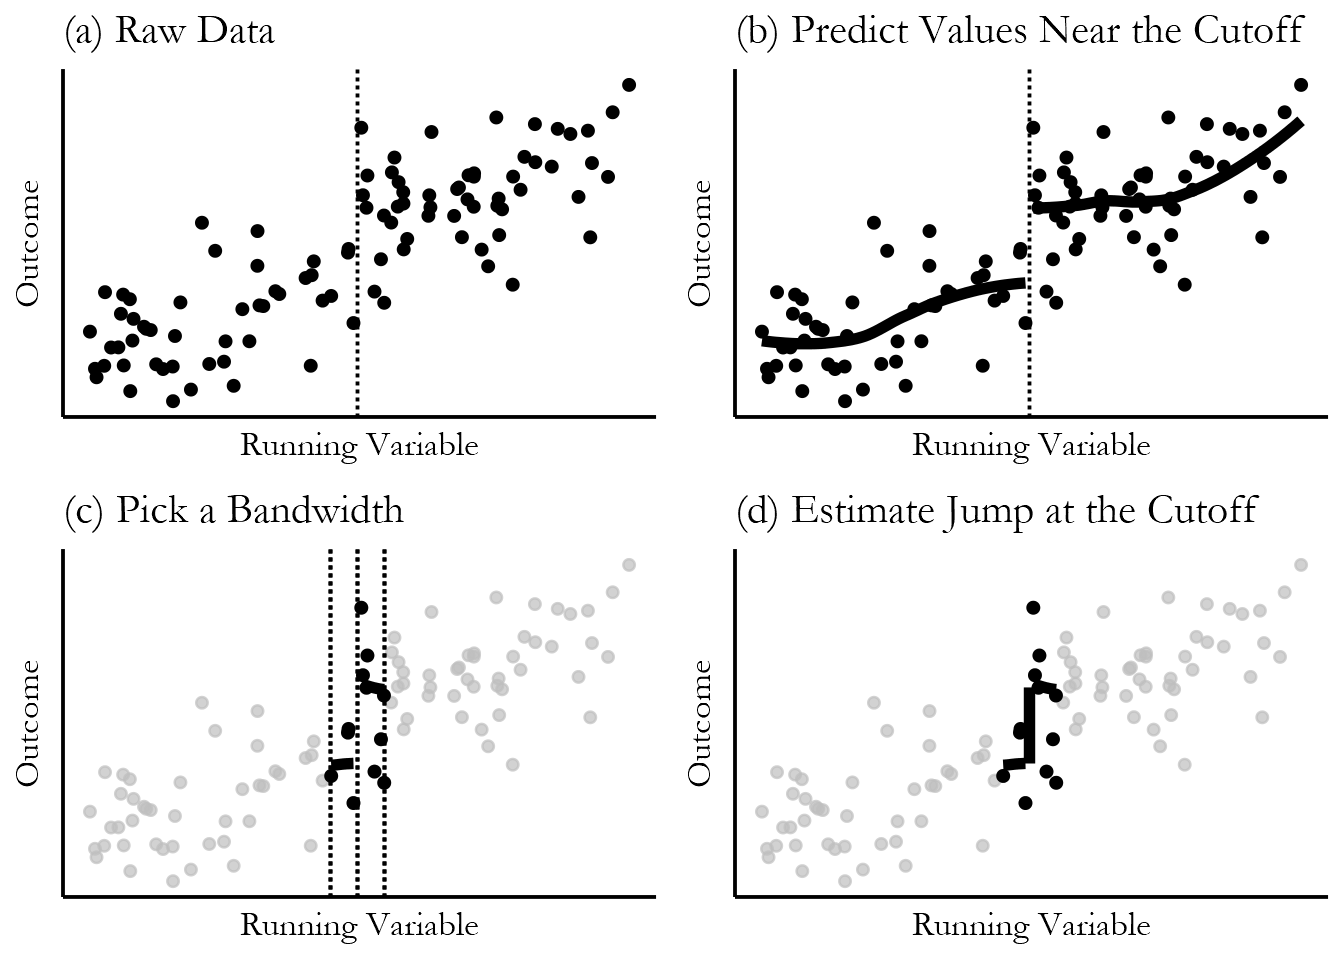 (a) Raw Data
(b) Predict Values Near the Cutoff
Outcome
Outcome
Running Variable
Running Variable
(c) Pick a Bandwidth
(d) Estimate Jump at the Cutoff
Outcome
Outcome
Running Variable
Running Variable